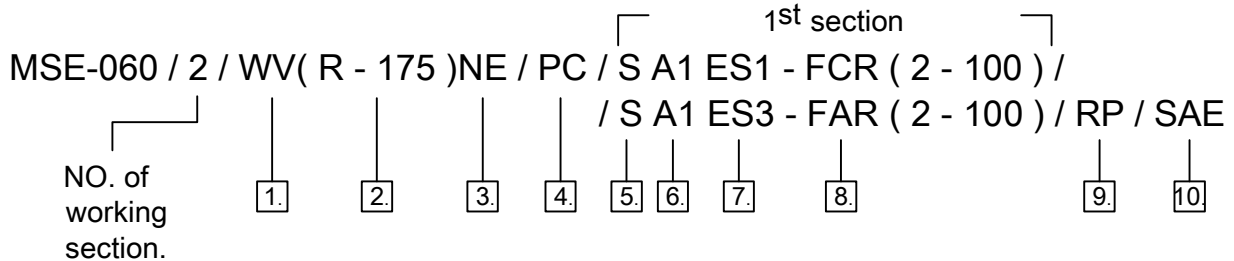 1st section
MSE-060 / 2 / WV( R - 175 )NE / PC / S A1 ES1 - FCR ( 2 - 100 ) /
/ S A1 ES3 - FAR ( 2 - 100 ) / RP / SAE
NO. of
working
section.
1. 2. 3. 4. 5. 6. 7. 8. 9. 10.